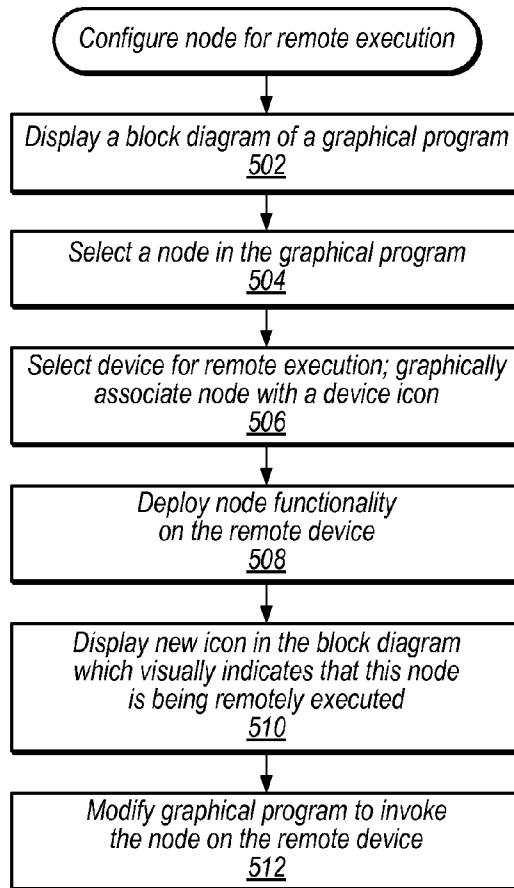 Configure node for remote execution
Display a block diagram of a graphical program
502
Select a node in the graphical program
504
Select device for remote execution; graphically
associate node with a device icon
506
Deploy node functionality
on the remote device
508
Display new icon in the block diagram
which visually indicates that this node
is being remotely executed
510
Modify graphical program to invoke
the node on the remote device
512